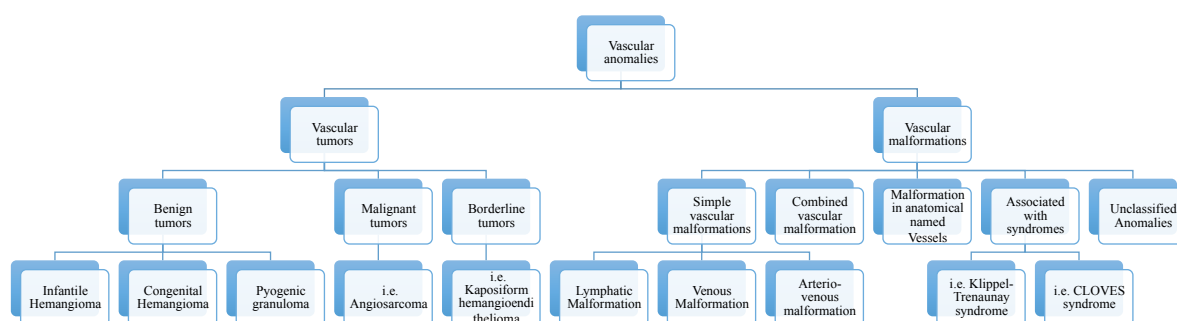 Vascular
anomalies
Vascular
tumors
Vascular
malformations
Benign
tumors
Malignant
tumors
Borderline
tumors
Simple
vascular
malformations
Combined
vascular
malformation
Malformation
in anatomical
named
Vessels
Associated
with
syndromes
Unclassified
Anomalies
Infantile
Hemangioma
Congenital
Hemangioma
Pyogenic
granuloma
i.e.
Angiosarcoma
i.e.
Kaposiform
hemangioendi
thelioma
Lymphatic
Malformation
Venous
Malformation
Arterio-
venous
malformation
i.e. Klippel-
Trenaunay
syndrome
i.e. CLOVES
syndrome